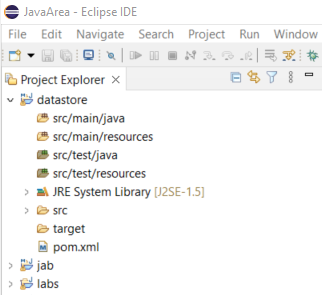 JavaArea - Eclipse IDE
File Edit Navigate Search Project Run Window
Project Explorer
datastore
src/main/java
src/main/resources
src/test/java
src/test/resources
JRE System Library [J2SE-1.5]
src
target
pom.xml
jab
labs